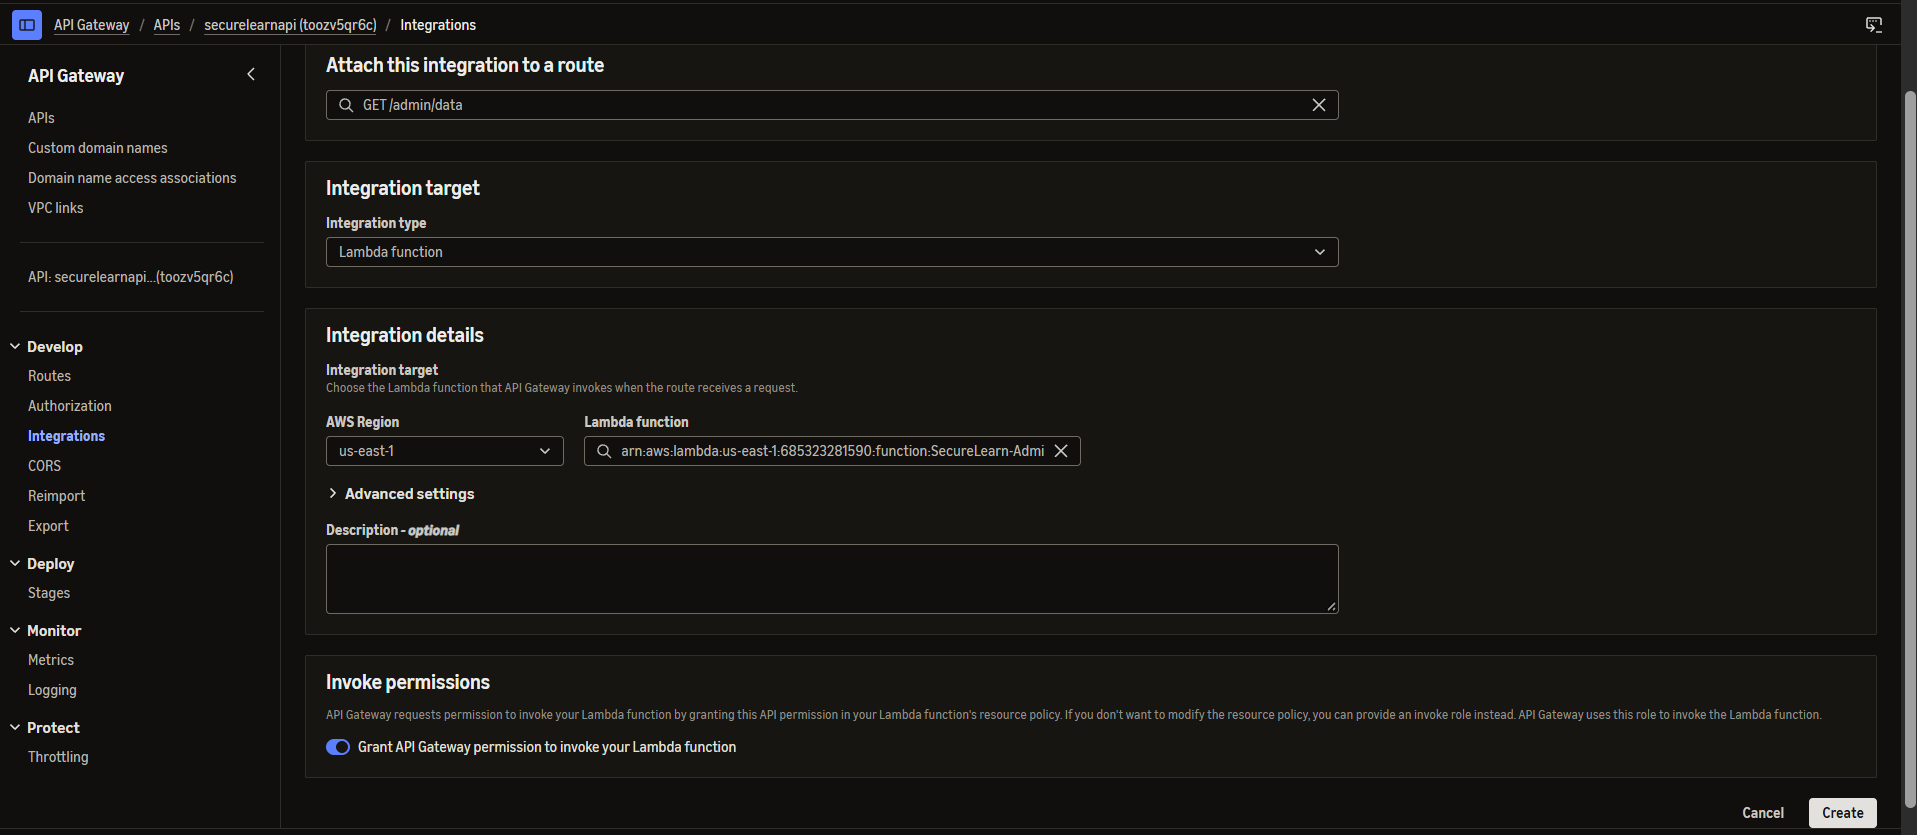 API Gateway / APIs / securelearnapi (toozv5qr6c) / Integrations
API Gateway
APIs
Custom domain names
Domain name access associations
VPC links
API: securelearnapi...(toozv5qr6c)
Develop
Routes
Authorization
Integrations
CORS
Reimport
Export
Deploy
Stages
Monitor
Metrics
Logging
Protect
Throttling
Attach this integration to a route
GET /admin/data
Integration target
Integration type
Lambda function
Integration details
Integration target
Choose the Lambda function that API Gateway invokes when the route receives a request.
AWS Region
us-east-1
Lambda function
arn:aws:lambda:us-east-1:685323281590:function:SecureLearn-Admi
Advanced settings
Description - optional
Invoke permissions
API Gateway requests permission to invoke your Lambda function by granting this API permission in your Lambda function's resource policy. If you don't want to modify the resource policy, you can provide an invoke role instead. API Gateway uses this role to invoke the Lambda function.
Grant API Gateway permission to invoke your Lambda function
Cancel
Create